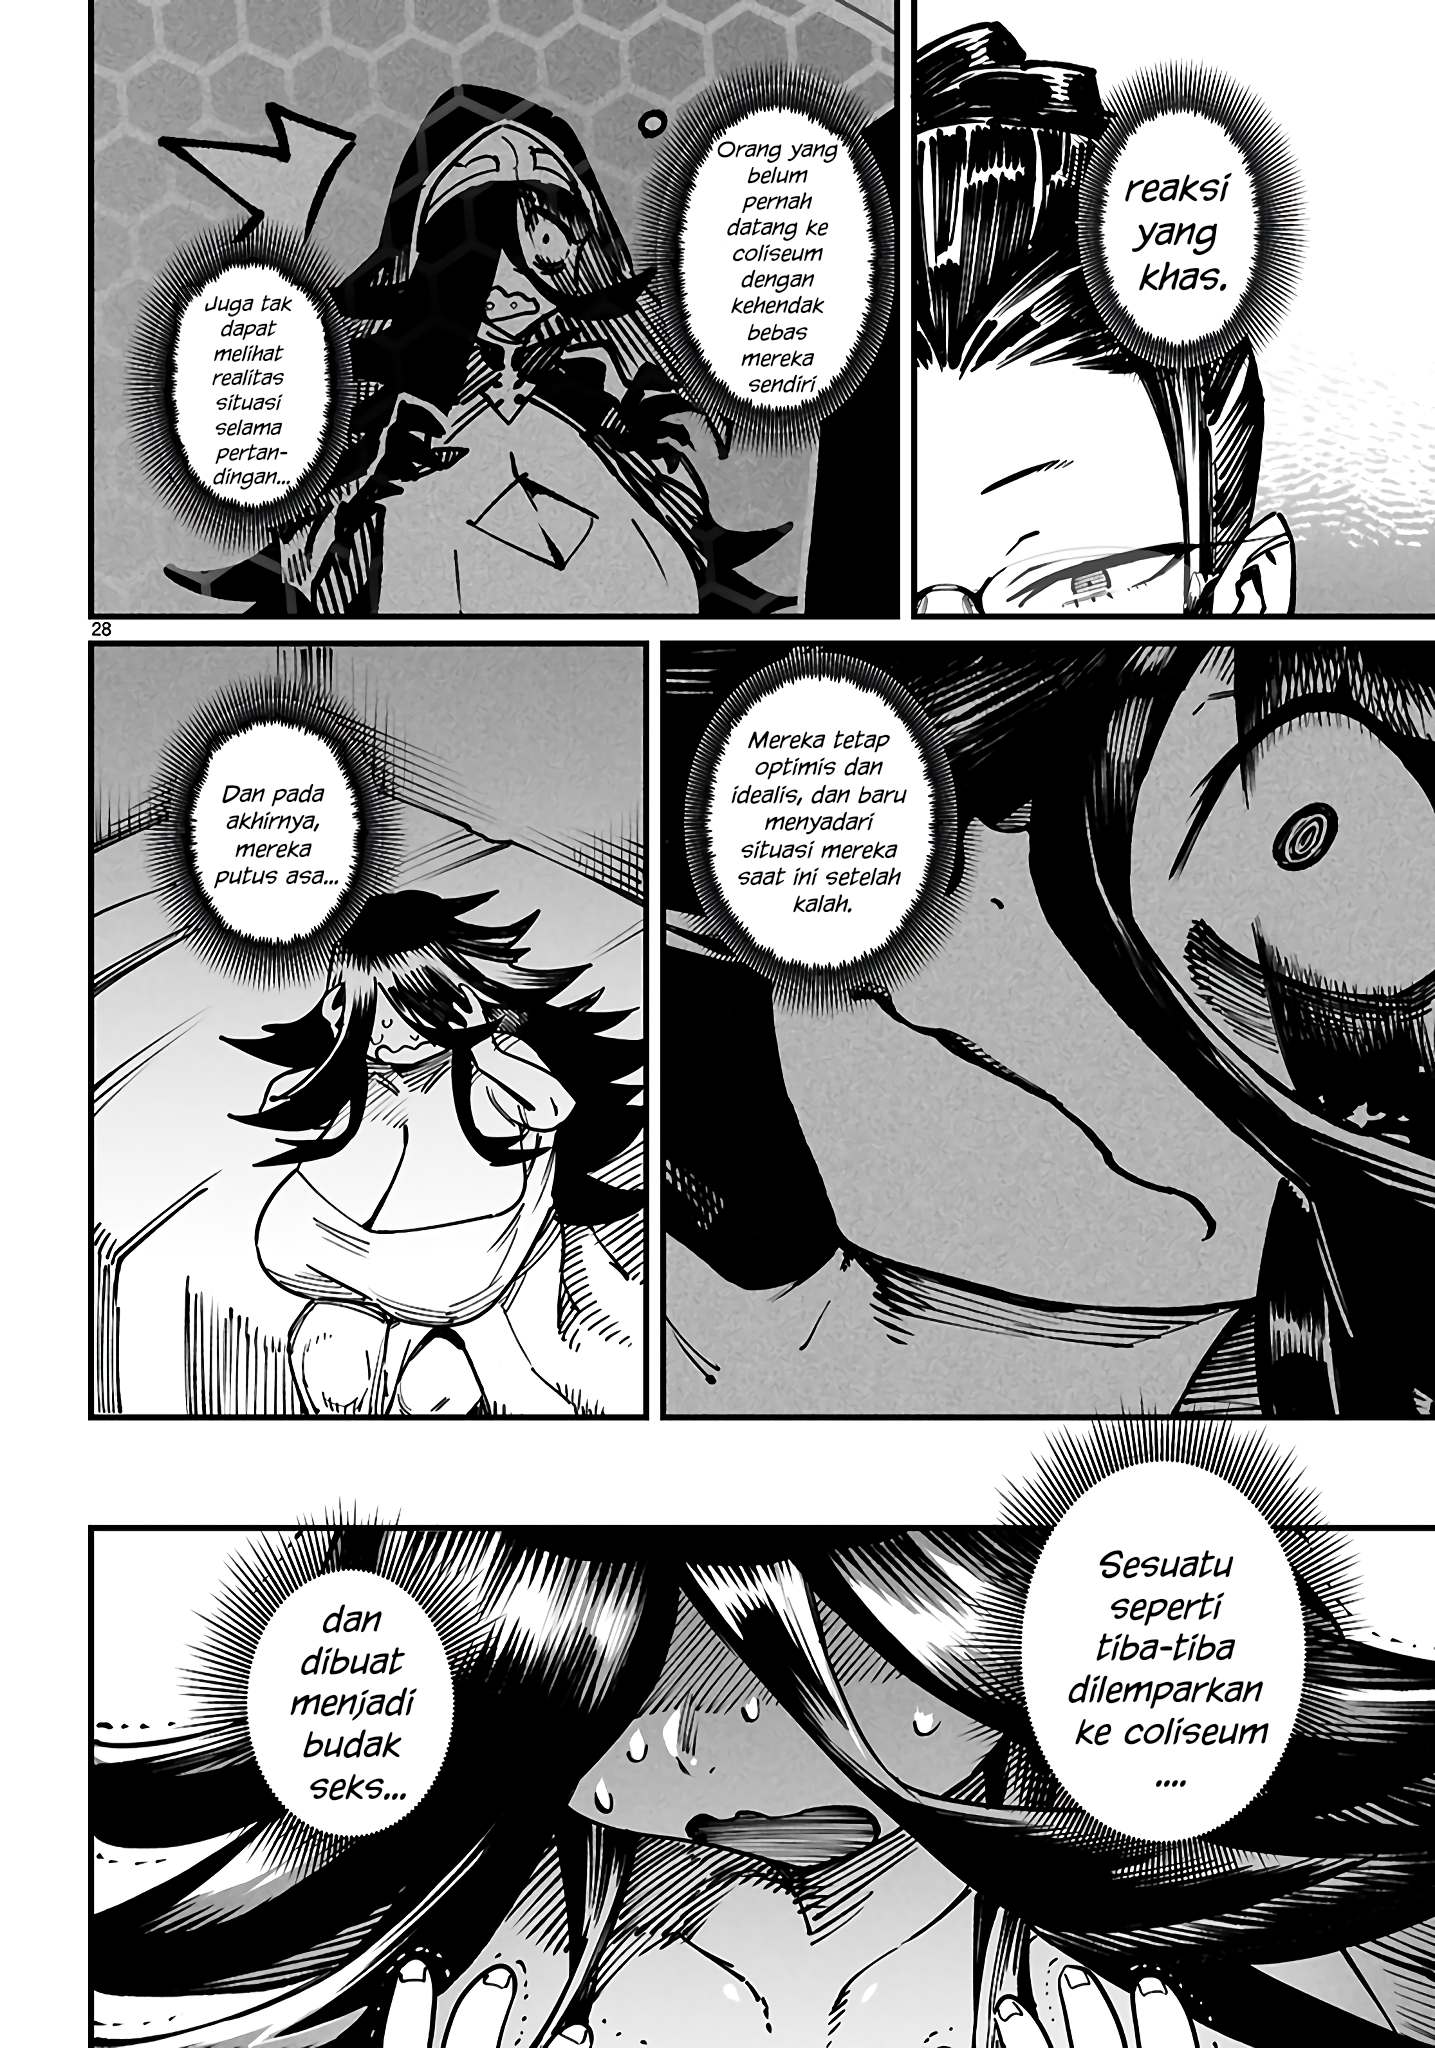 reaksi
yang
khas.
Orang yang
belum
pernah
datang ke
coliseum
dengan
kehendak
bebas
mereka
sendiri
Juga tak
dapat
melihat
realitas
situasi
selama
pertan-
dingan...
28
Mereka tetap
optimis dan
idealis, dan baru
menyadari
situasi mereka
saat ini setelah
kalah.
Dan pada
akhirnya,
mereka
putus asa...
Sesuatu
seperti
tiba-tiba
dilemparkan
ke coliseum
....
dan
dibuat
menjadi
budak
seks...